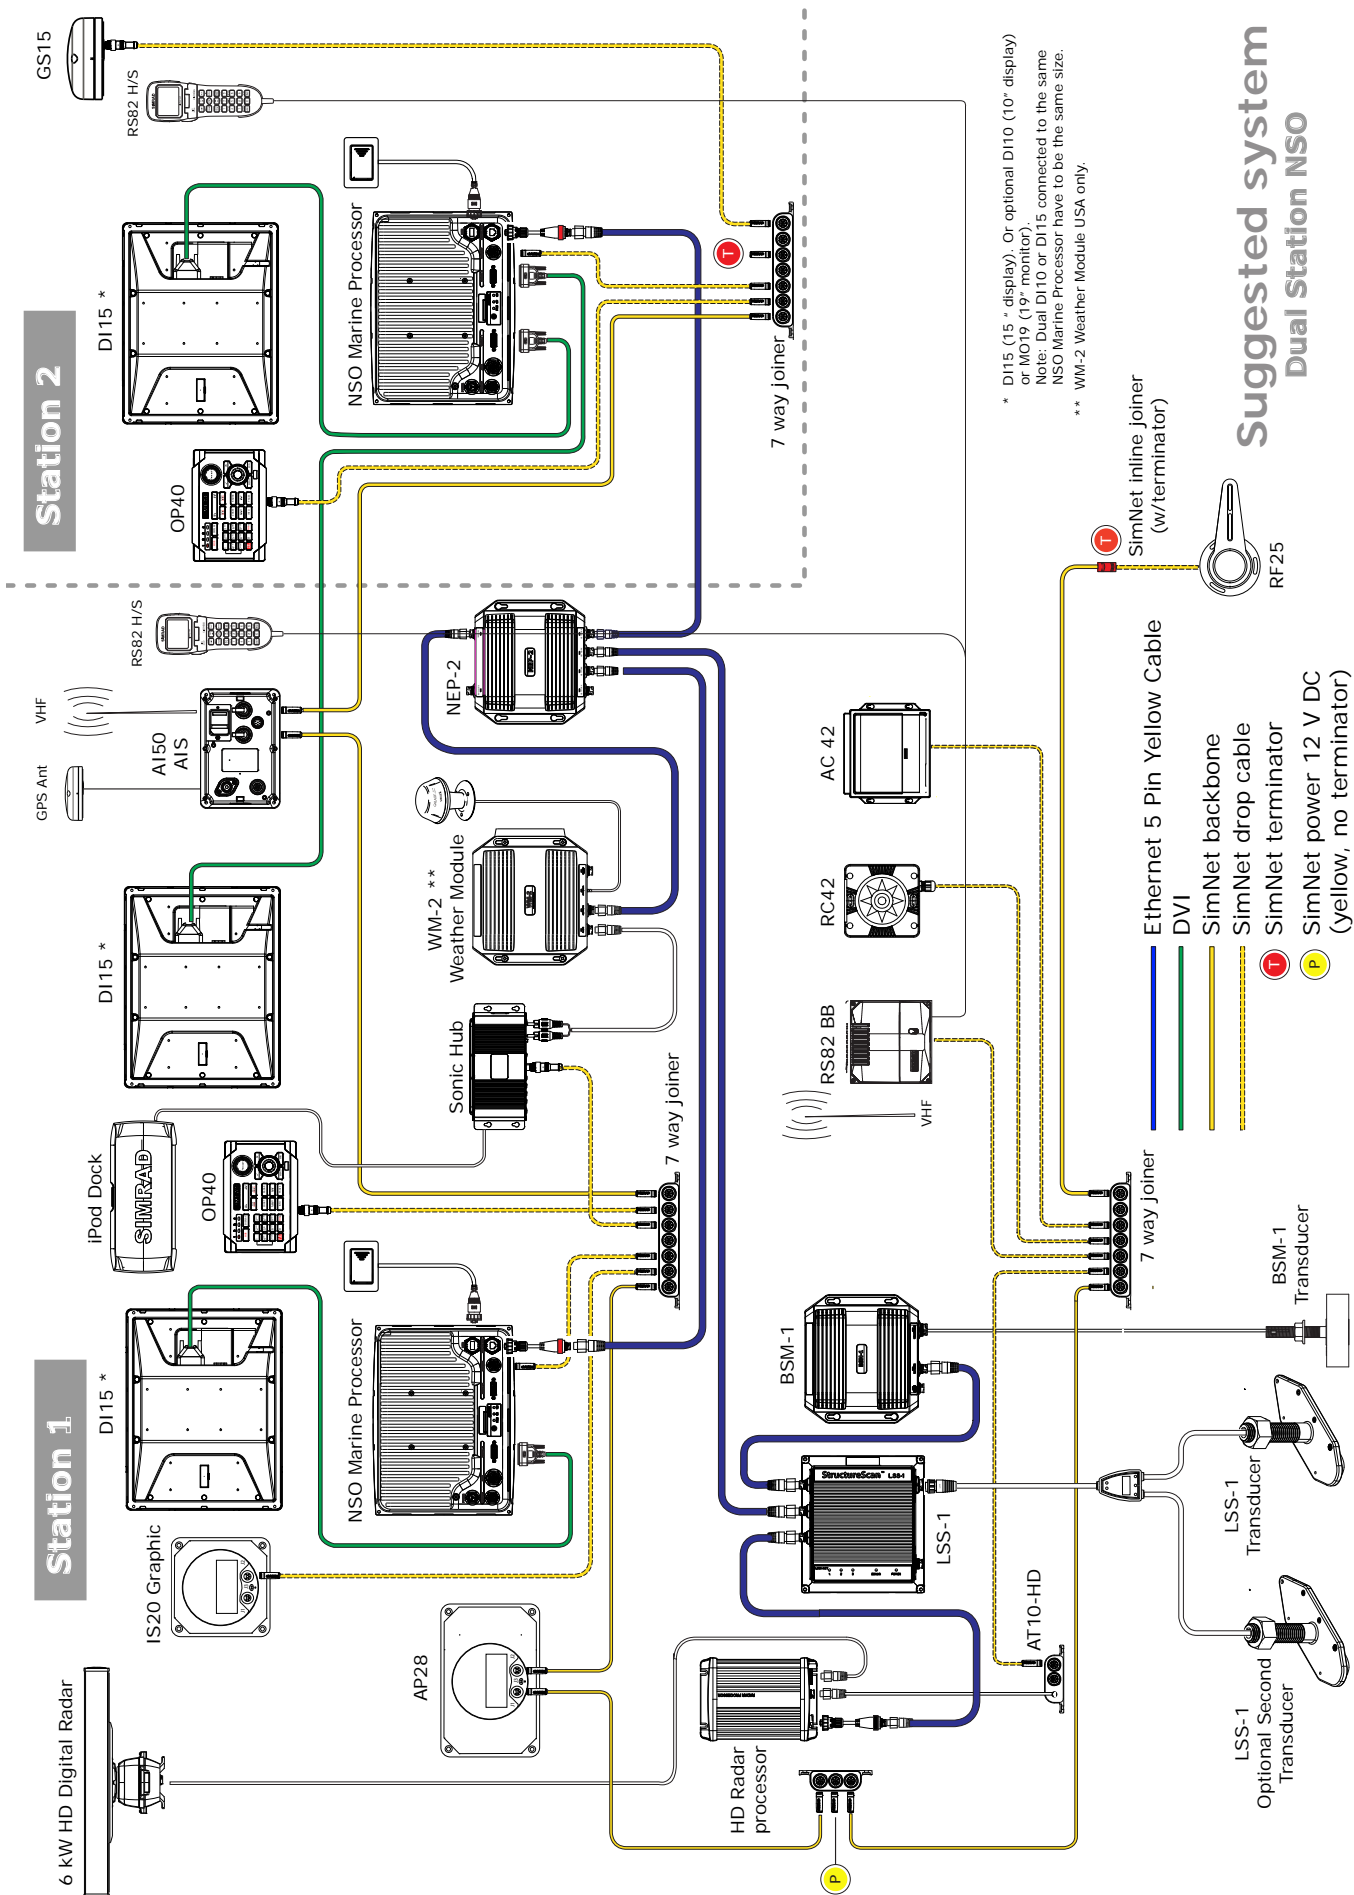 Suggested system
Dual Station NSO
Station 1
Station 2
6 kW HD Digital Radar
IS20 Graphic
DI15 *
iPod Dock
SIMRAD
OP40
DI15 *
GPS Ant
VHF
AI50
AIS
RS82 H/S
OP40
DI15 *
RS82 H/S
GS15
AP28
NSO Marine Processor
Sonic Hub
WM-2 **
Weather Module
WM-2
NEP-2
NEP-2
NSO Marine Processor
7 way joiner
7 way joiner
T
HD Radar
processor
P
StructureScan™ LSS-1
LSS-1
BSM-1
BSM-1
AT10-HD
RS82 BB
VHF
RC42
AC 42
7 way joiner
LSS-1
Optional Second
Transducer
LSS-1
Transducer
BSM-1
Transducer
T
SimNet inline joiner
(w/terminator)
RF25
Ethernet 5 Pin Yellow Cable
DVI
SimNet backbone
SimNet drop cable
T
SimNet terminator
P
SimNet power 12 V DC
(yellow, no terminator)
* DI15 (15 " display). Or optional DI10 (10" display)
or MO19 (19" monitor).
Note: Dual DI10 or DI15 connected to the same
NSO Marine Processor have to be the same size.
** WM-2 Weather Module USA only.